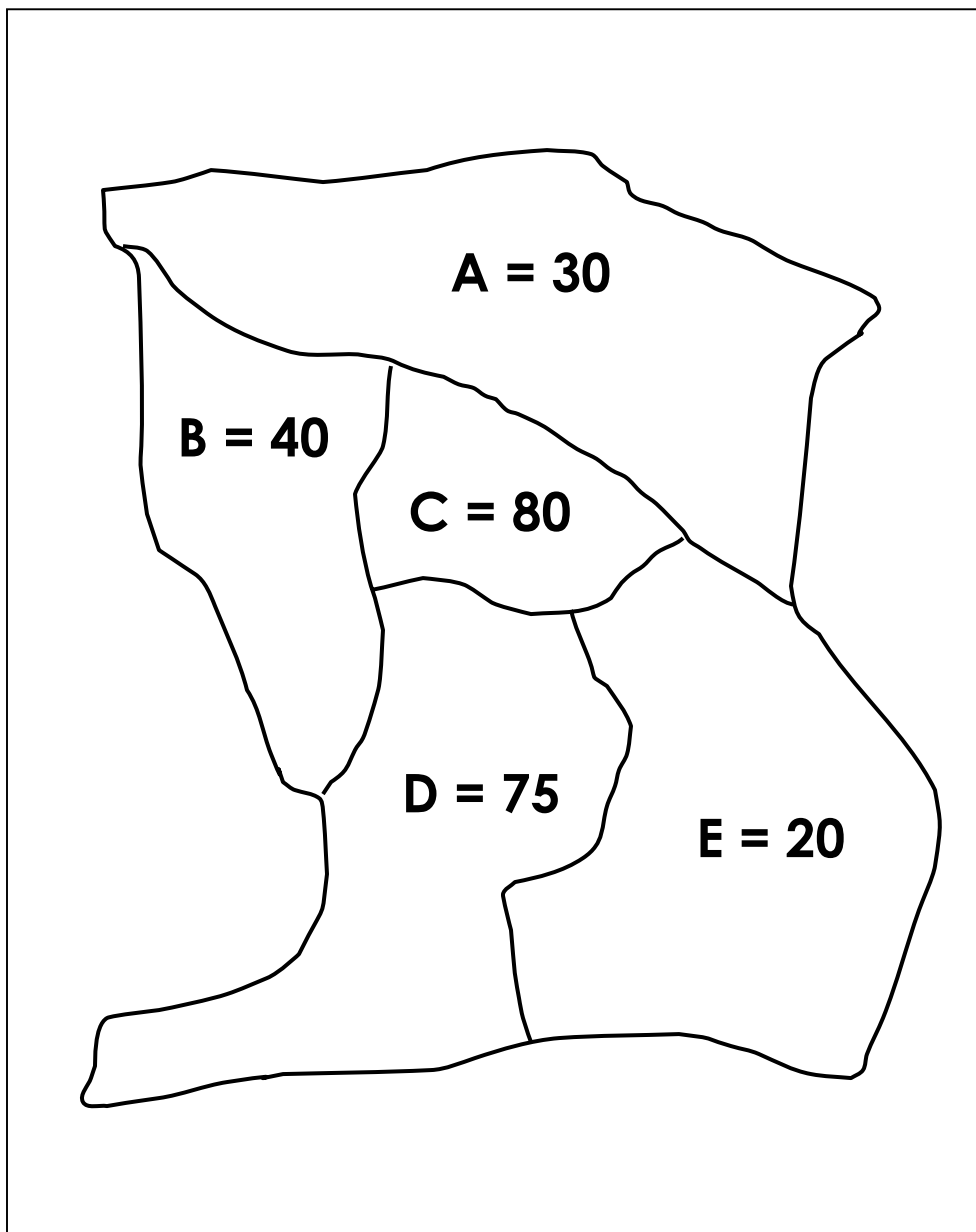 A = 30
B = 40
C = 80
D = 75
E = 20